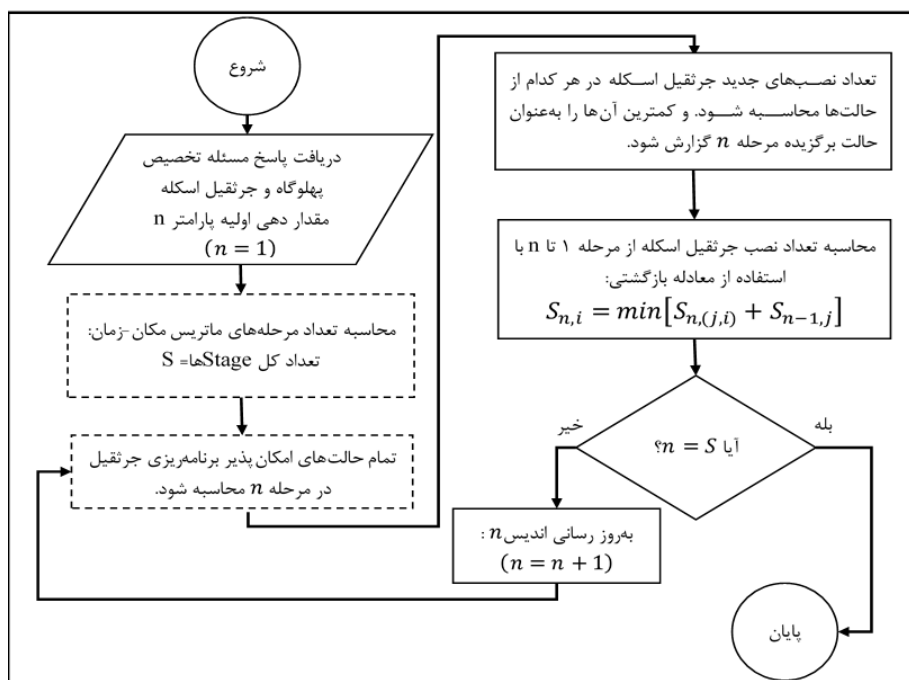 شروع
دریافت پاسخ مسئله تخصیص
پهلوگاه و جرثقیل اسکله
مقدار دهی اولیه پارامتر n
(n = 1)
محاسبه تعداد مرحله‌های ماتریس مکان-زمان:
تعداد کل Stageها= S
تمام حالت‌های امکان‌پذیر برنامه‌ریزی جرثقیل
در مرحله n محاسبه شود.
تعداد نصب‌های جدید جرثقیل اسکله در هر کدام از
حالت‌ها محاسبه شود. و کمترین آن‌ها را به‌عنوان
حالت برگزیده مرحله n گزارش شود.
محاسبه تعداد نصب جرثقیل اسکله از مرحله ۱ تا n با
استفاده از معادله بازگشتی:
S_{n,i} = min[S_{n,(j,i)} + S_{n-1,j}]
آیا n = S؟
خیر
بله
به‌روز رسانی اندیس n :
(n = n + 1)
پایان